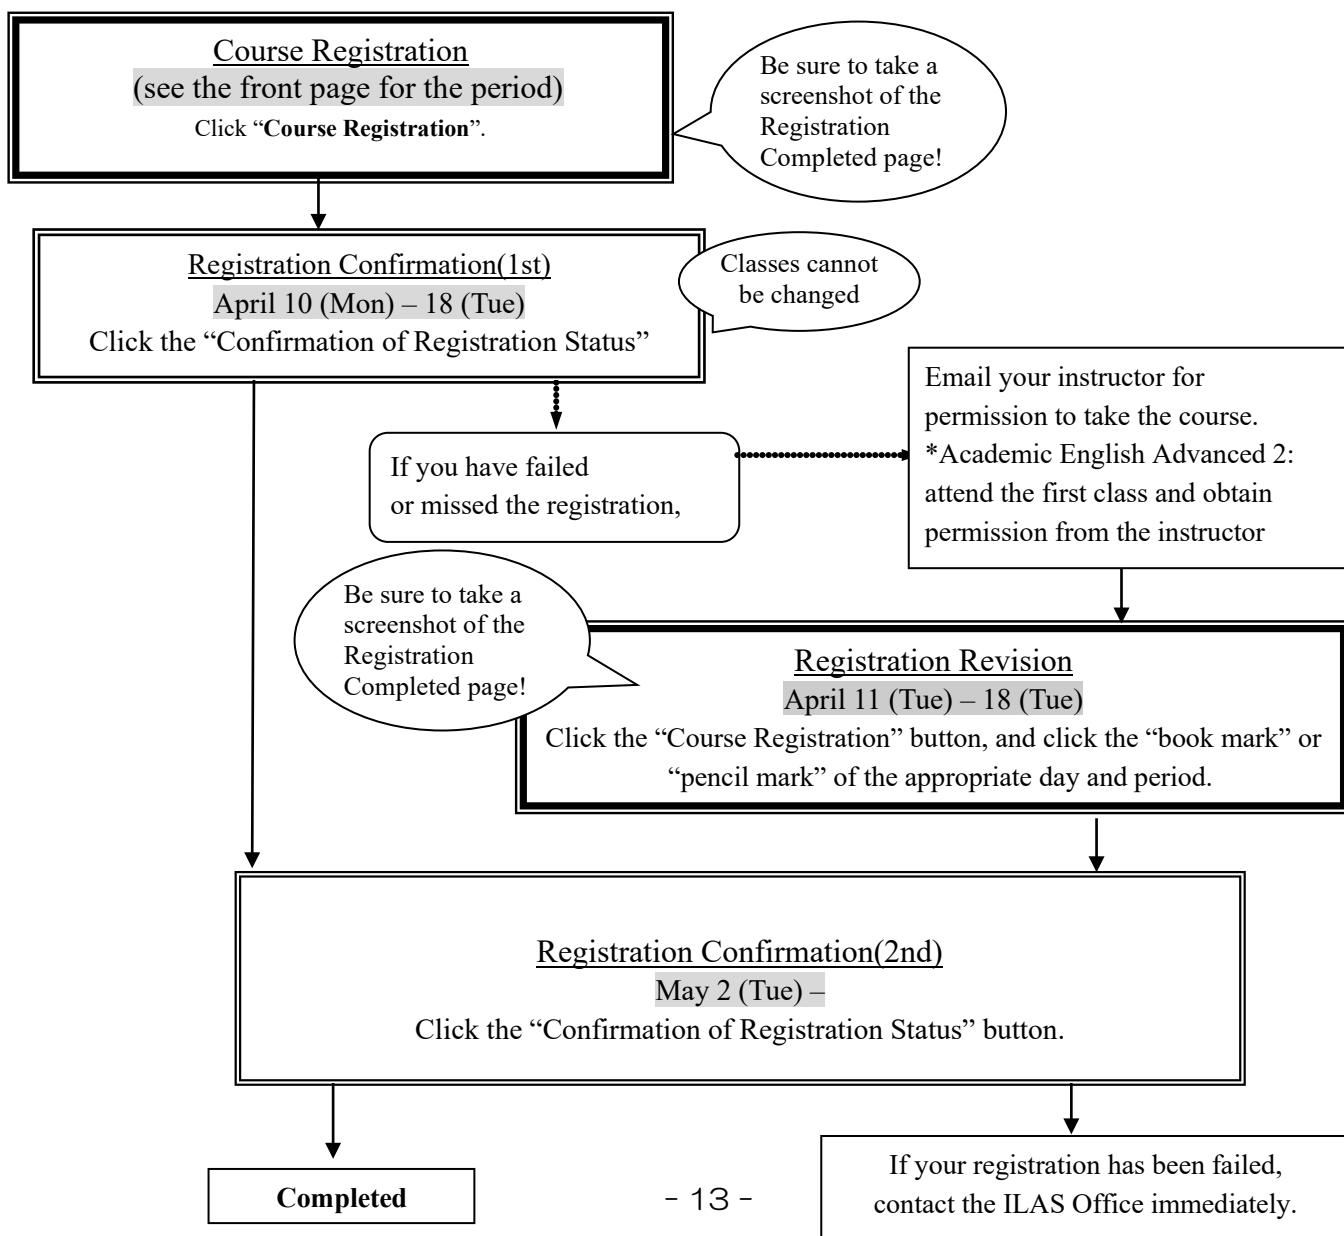 Course Registration
(see the front page for the period)
Click “Course Registration”.
Be sure to take a
screenshot of the
Registration
Completed page!
Registration Confirmation(1st)
April 10 (Mon) – 18 (Tue)
Click the “Confirmation of Registration Status”
Classes cannot
be changed
If you have failed
or missed the registration,
Email your instructor for
permission to take the course.
*Academic English Advanced 2:
attend the first class and obtain
permission from the instructor
Be sure to take a
screenshot of the
Registration
Completed page!
Registration Revision
April 11 (Tue) – 18 (Tue)
Click the “Course Registration” button, and click the “book mark” or
“pencil mark” of the appropriate day and period.
Registration Confirmation(2nd)
May 2 (Tue) –
Click the “Confirmation of Registration Status” button.
Completed
If your registration has been failed,
contact the ILAS Office immediately.
- 13 -